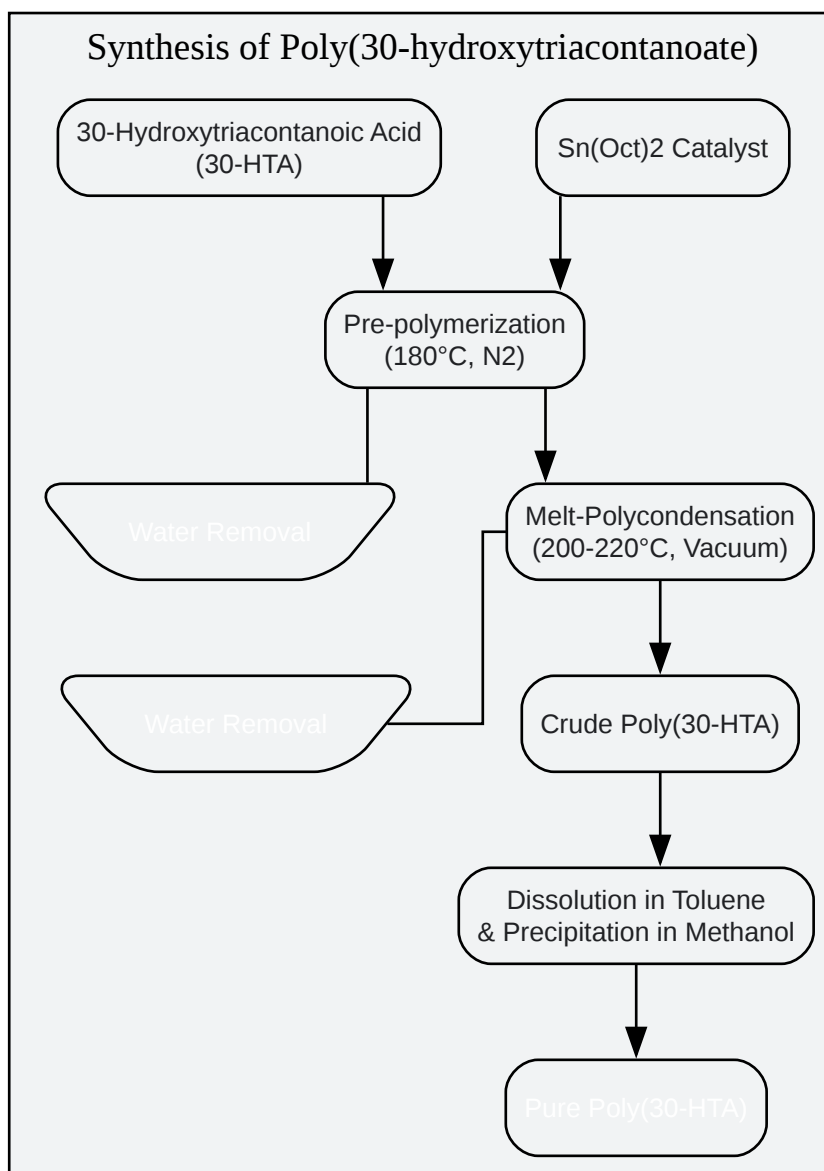 Synthesis of Poly(30-hydroxytriacontanoate)
30-Hydroxytriacontanoic Acid
(30-HTA)
Sn(Oct)2 Catalyst
Pre-polymerization
(180°C, N2)
Water Removal
Melt-Polycondensation
(200-220°C, Vacuum)
Water Removal
Crude Poly(30-HTA)
Dissolution in Toluene
& Precipitation in Methanol
Pure Poly(30-HTA)